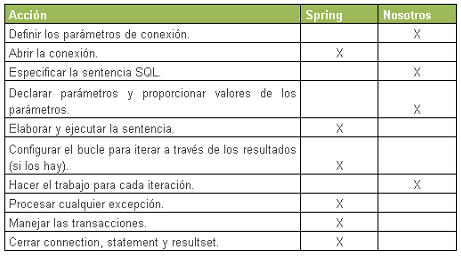 Acción Spring Nosotros
Definir los parámetros de conexión. X
Abrir la conexión. X
Especificar la sentencia SQL. X
Declarar parámetros y proporcionar valores de los
parámetros. X
Elaborar y ejecutar la sentencia. X
Configurar el bucle para iterar a través de los resultados
(si los hay). X
Hacer el trabajo para cada iteración. X
Procesar cualquier excepción. X
Manejar las transacciones. X
Cerrar connection, statement y resultset. X